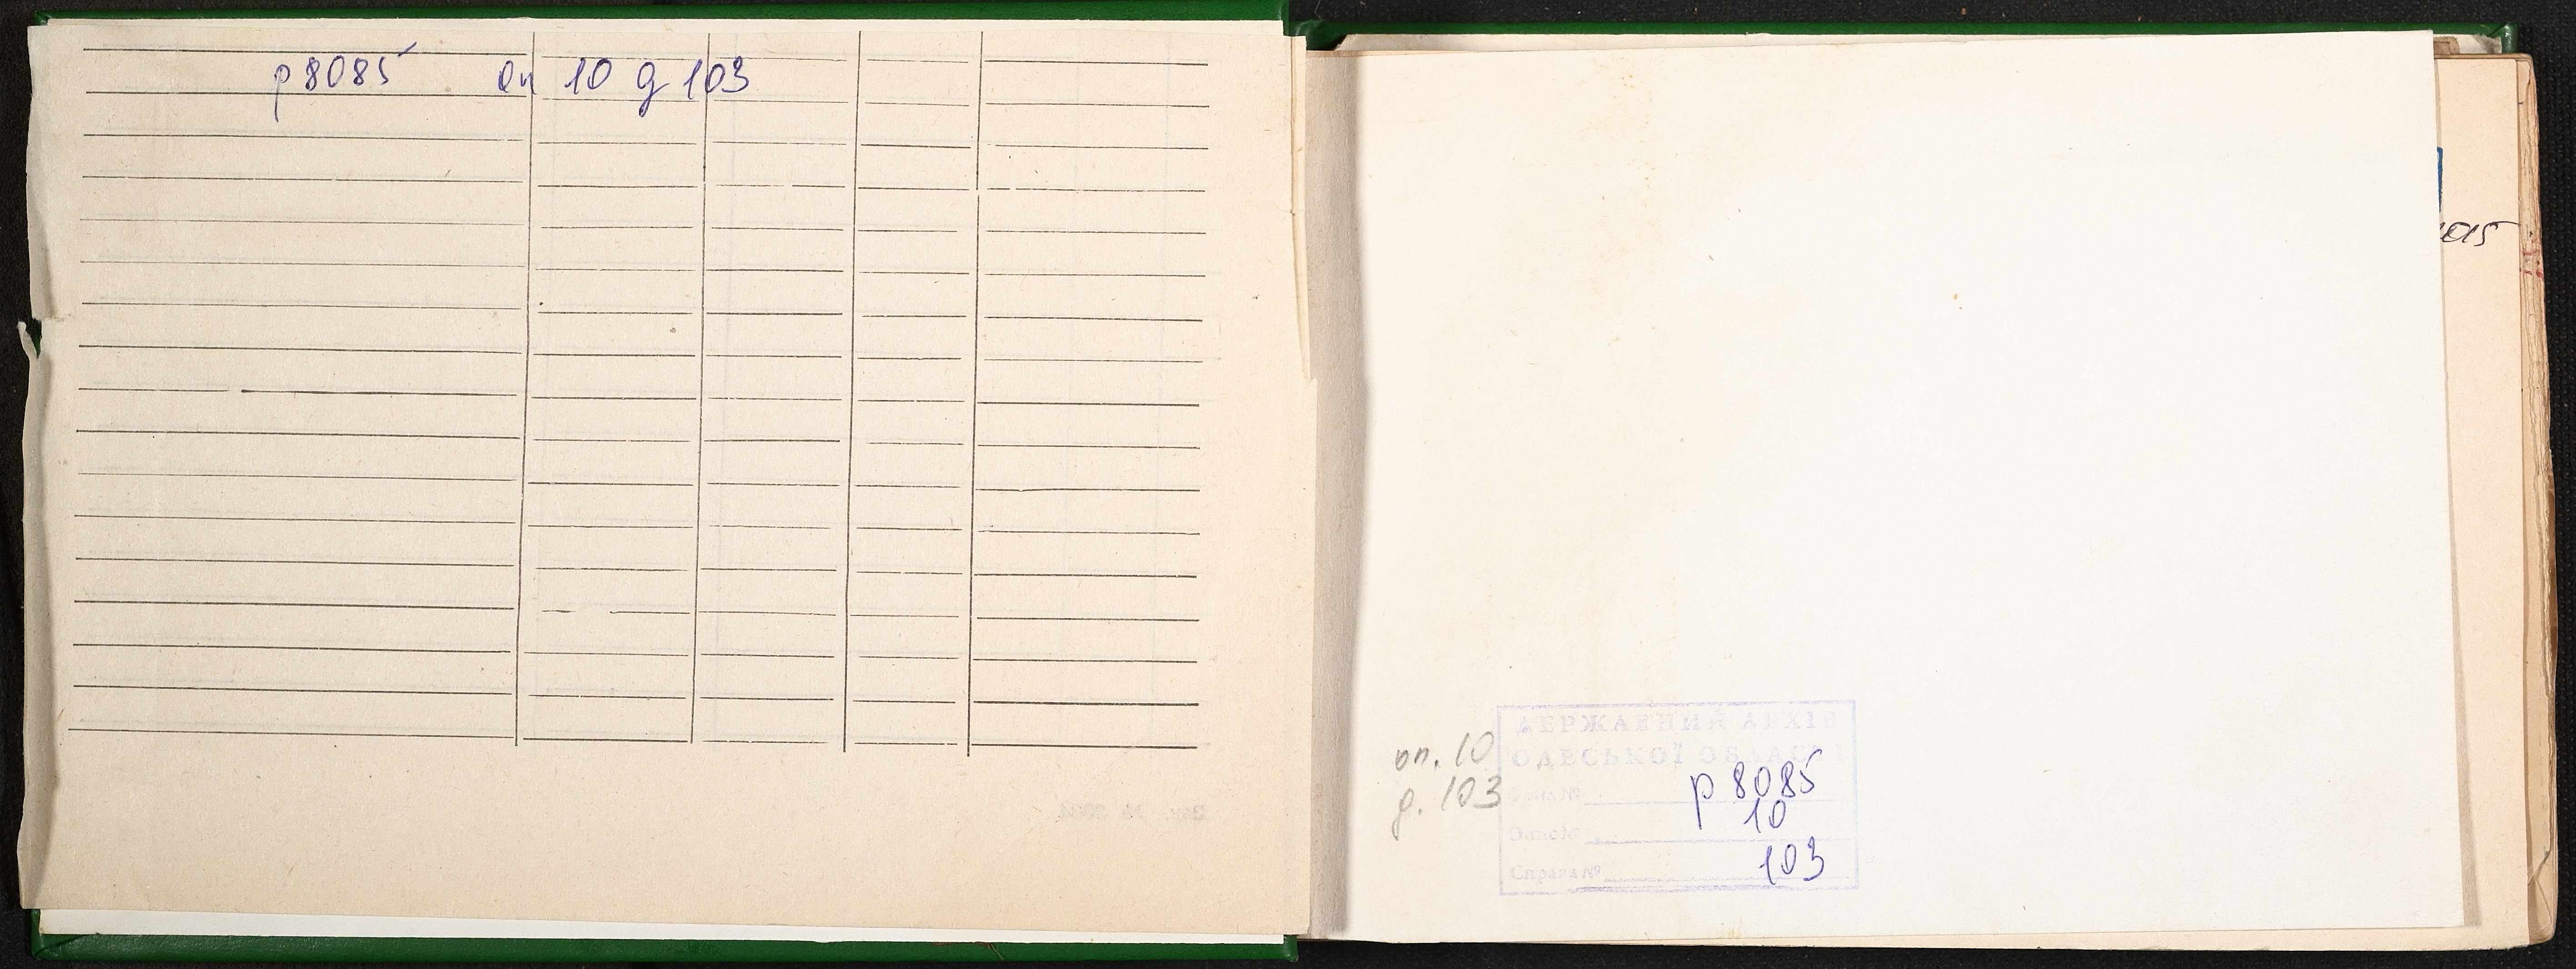 р8085 оп 10 д 103
оп. 10
д. 103
ДЕРЖАВНИЙ АРХІВ
ОДЕСЬКОЇ ОБЛАСТІ
Фонд № р 8085
Опис № 10
Справа № 103